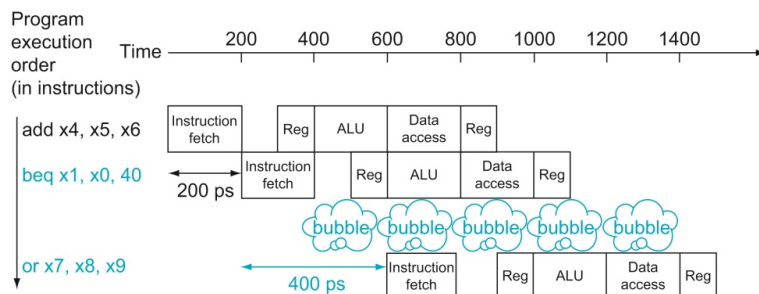 Program
execution
order
(in instructions)
Time
200 400 600 800 1000 1200 1400
add x4, x5, x6
Instruction
fetch
Reg
ALU
Data
access
Reg
beq x1, x0, 40
200 ps
Instruction
fetch
Reg
ALU
Data
access
Reg
bubble bubble bubble bubble bubble
or x7, x8, x9
400 ps
Instruction
fetch
Reg
ALU
Data
access
Reg